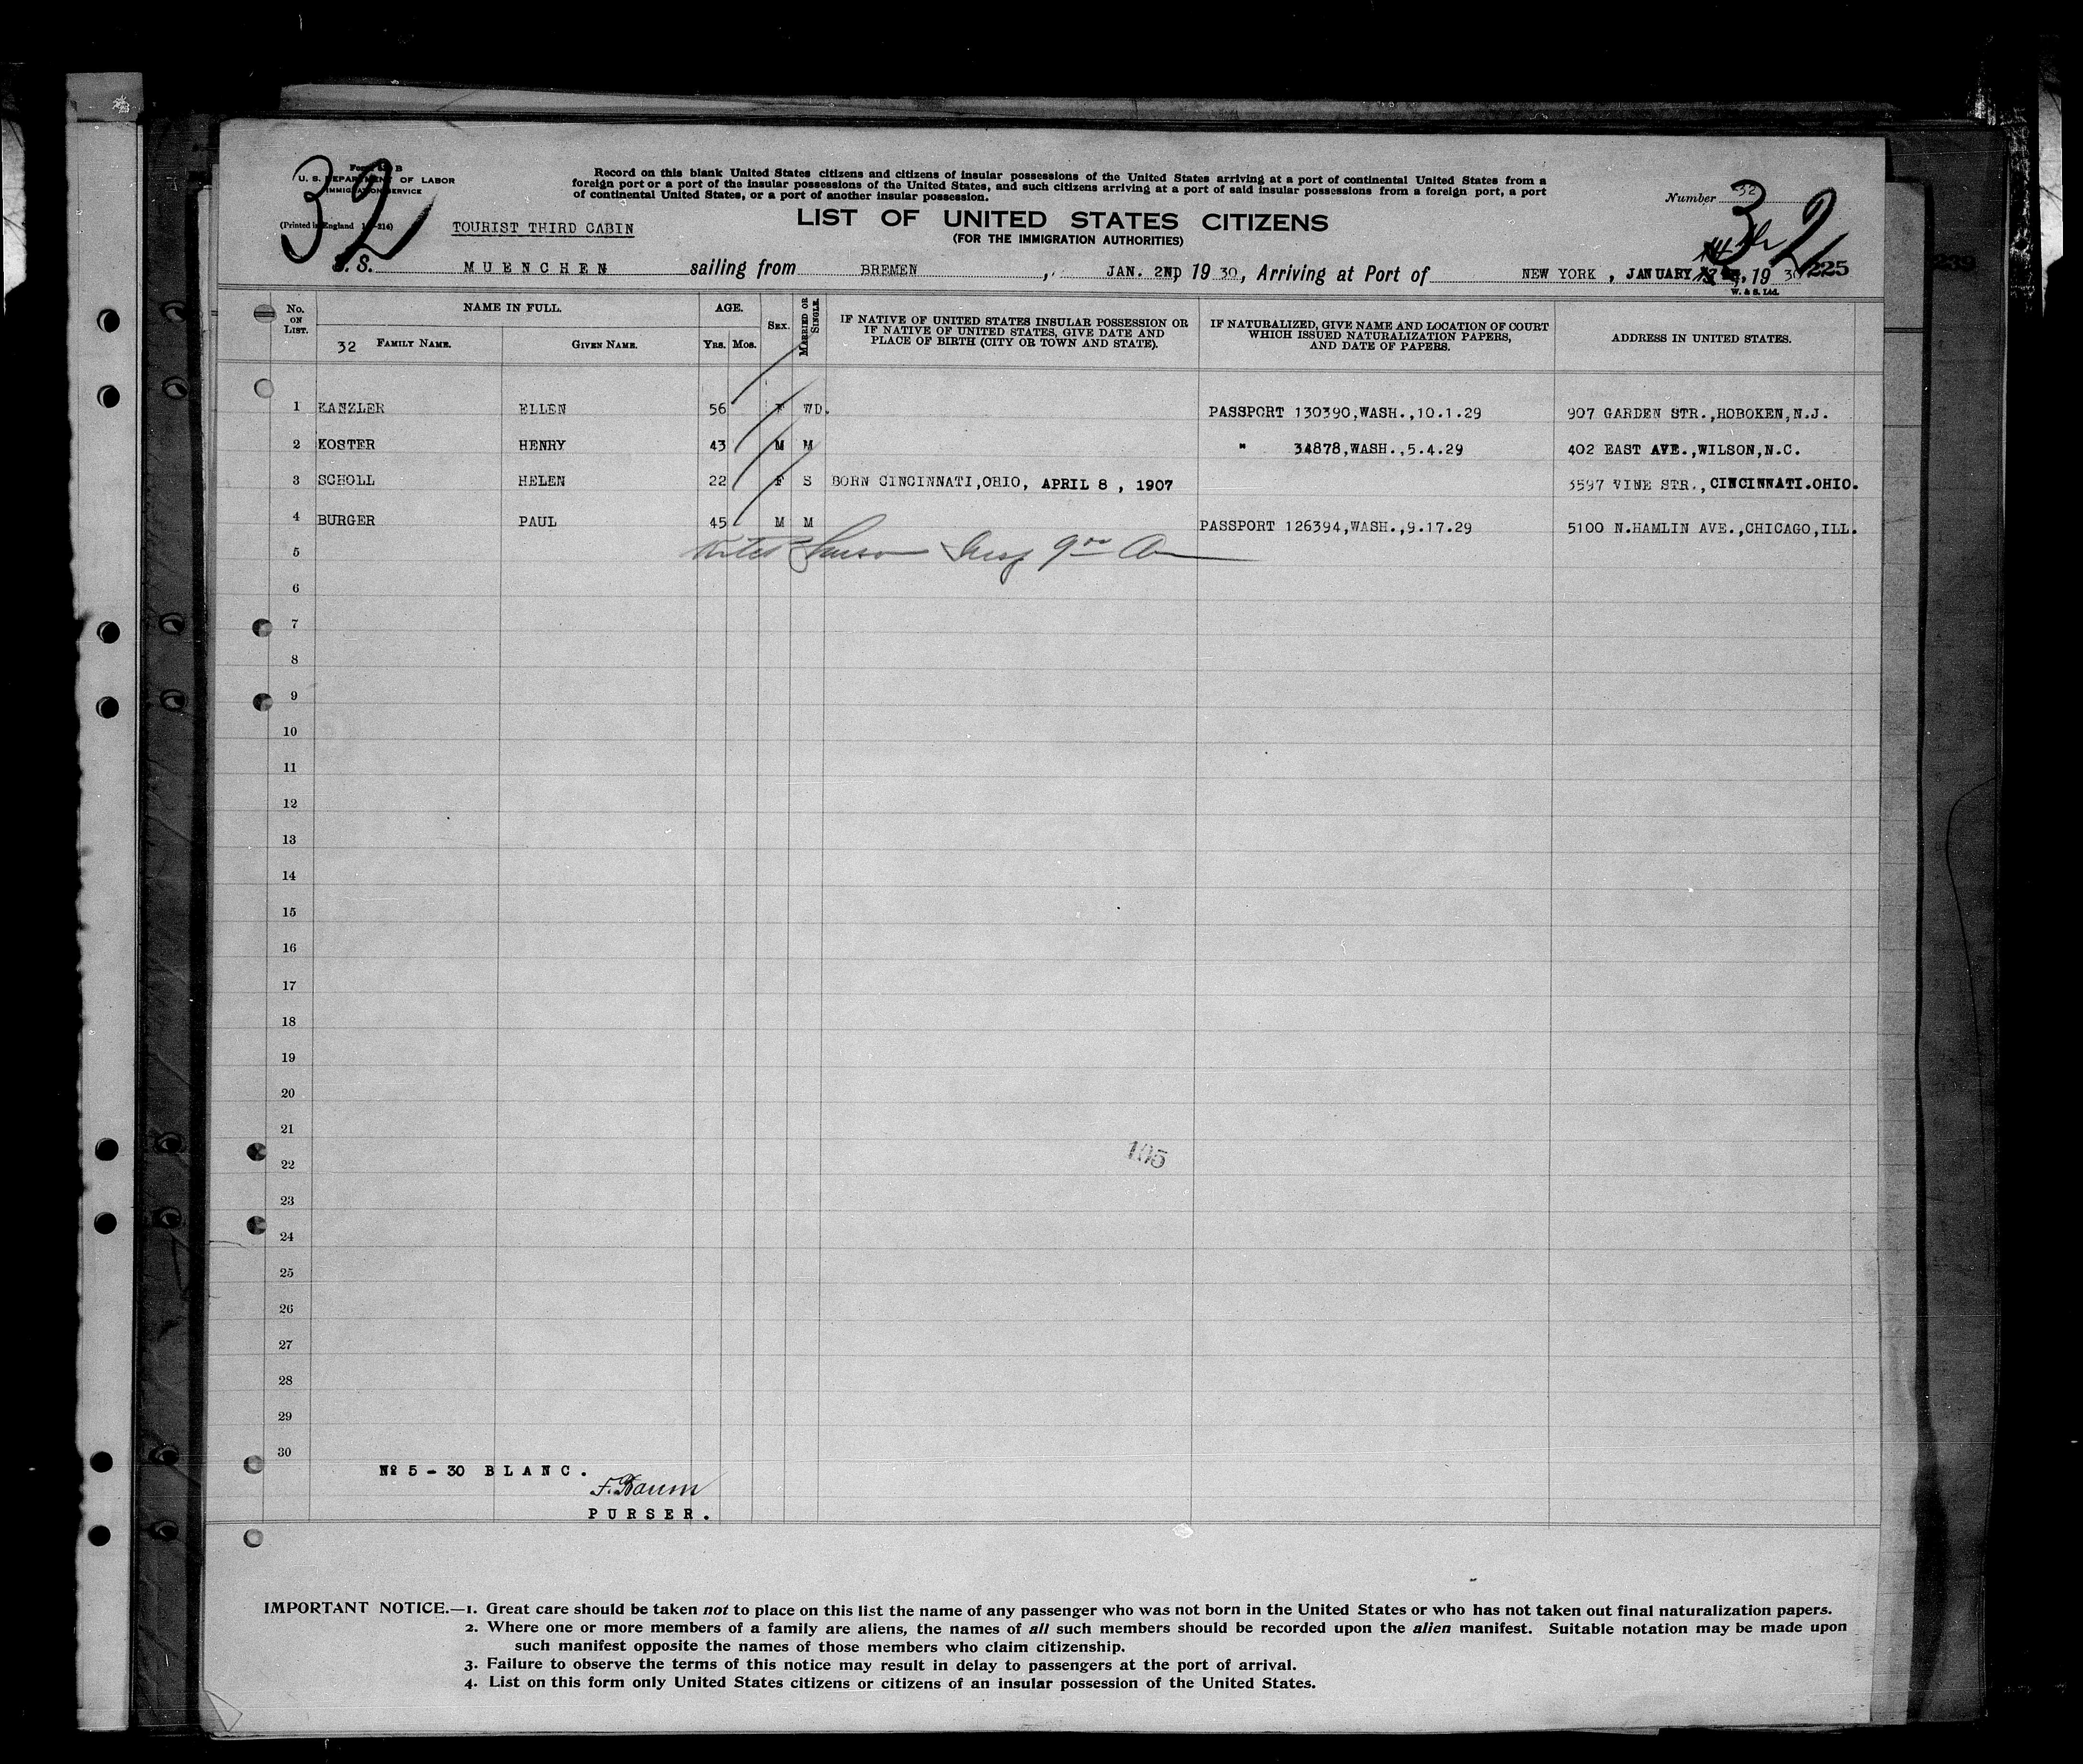 32
U. S. DEPARTMENT OF LABOR
IMMIGRATION SERVICE
(Printed in England
TOURIST THIRD CABIN
Record on this blank United States citizens and citizens of insular possessions of the United States arriving at a port of continental United States from a
foreign port or a port of the insular possessions of the United States, and such citizens arriving at a port of said insular possessions from a foreign port, a port
of continental United States, or a port of another insular possession.
LIST OF UNITED STATES CITIZENS
(FOR THE IMMIGRATION AUTHORITIES)
Number 32
32
S. S. MUENCHEN sailing from BREMEN, JAN. 2ND 1930, Arriving at Port of NEW YORK, JANUARY 14th, 1930
225
W. & S. Ltd.
239
No. ON LIST.
NAME IN FULL.
32 FAMILY NAME.
GIVEN NAME.
AGE.
Yrs. Mos.
SEX.
MARRIED OR SINGLE.
IF NATIVE OF UNITED STATES INSULAR POSSESSION OR
IF NATIVE OF UNITED STATES, GIVE DATE AND
PLACE OF BIRTH (CITY OR TOWN AND STATE).
IF NATURALIZED, GIVE NAME AND LOCATION OF COURT
WHICH ISSUED NATURALIZATION PAPERS,
AND DATE OF PAPERS.
ADDRESS IN UNITED STATES.
1 KANZLER ELLEN 56 F WD. PASSPORT 130390,WASH.,10.1.29 907 GARDEN STR.,HOBOKEN,N.J.
2 KOSTER HENRY 43 M M " 34878,WASH.,5.4.29 402 EAST AVE.,WILSON,N.C.
3 SCHOLL HELEN 22 F S BORN CINCINNATI,OHIO, APRIL 8, 1907 3597 VINE STR.,CINCINNATI.OHIO.
4 BURGER PAUL 45 M M PASSPORT 126394,WASH.,9.17.29 5100 N.HAMLIN AVE.,CHICAGO,ILL.
5
6
7
8
9
10
11
12
13
14
15
16
17
18
19
20
21
105
22
23
24
25
26
27
28
29
30
№ 5 - 30 BLANC.
F. Baum
PURSER.
IMPORTANT NOTICE.—1. Great care should be taken not to place on this list the name of any passenger who was not born in the United States or who has not taken out final naturalization papers.
2. Where one or more members of a family are aliens, the names of all such members should be recorded upon the alien manifest. Suitable notation may be made upon
such manifest opposite the names of those members who claim citizenship.
3. Failure to observe the terms of this notice may result in delay to passengers at the port of arrival.
4. List on this form only United States citizens or citizens of an insular possession of the United States.